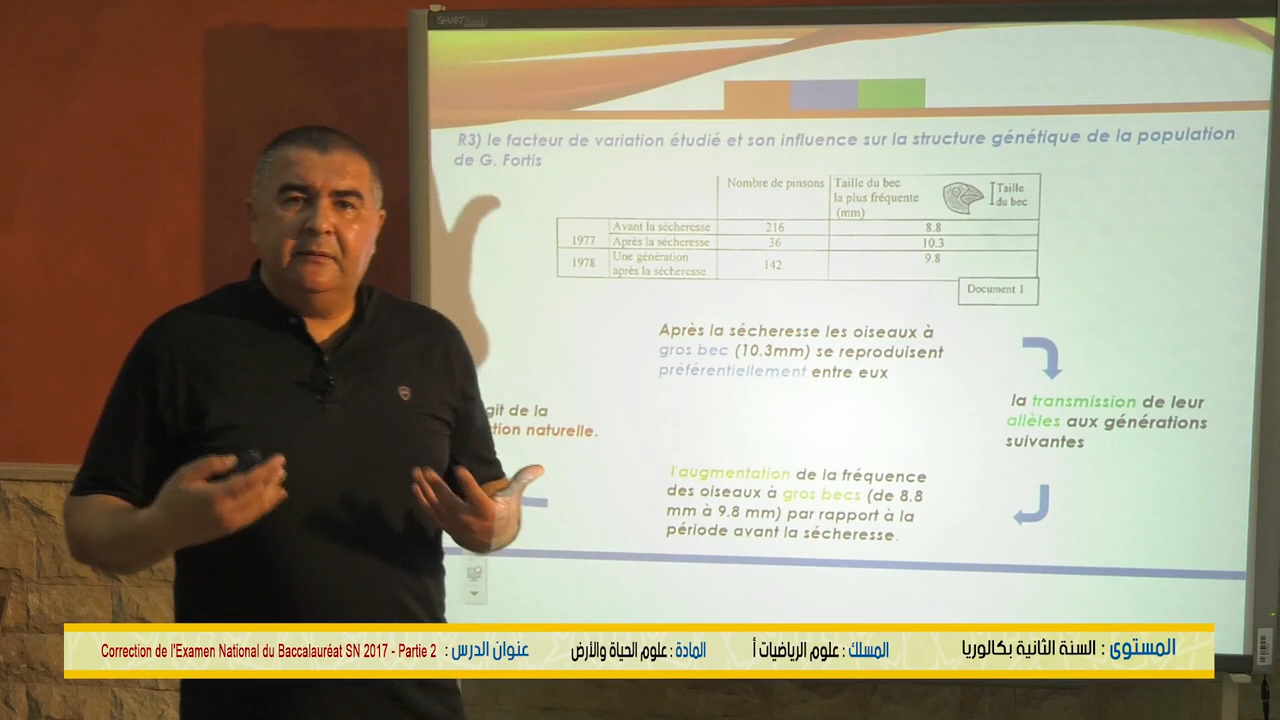 SMART
R3) le facteur de variation étudié et son influence sur la structure génétique de la population
de G. Fortis
Nombre de pinsons
Taille du bec
la plus fréquente
(mm)
Taille
du bec
1977
Avant la sécheresse 216 8.8
Après la sécheresse 36 10.3
1978
Une génération
après la sécheresse
142 9.8
Document 1
Après la sécheresse les oiseaux à
gros bec (10.3mm) se reproduisent
préférentiellement entre eux
la transmission de leur
allèles aux générations
suivantes
l'augmentation de la fréquence
des oiseaux à gros becs (de 8.8
mm à 9.8 mm) par rapport à la
période avant la sécheresse.
git de la
tion naturelle.
المستوى : السنة الثانية بكالوريا
المسلك : علوم الرياضيات أ
المادة : علوم الحياة والأرض
عنوان الدرس : Correction de l'Examen National du Baccalauréat SN 2017 - Partie 2